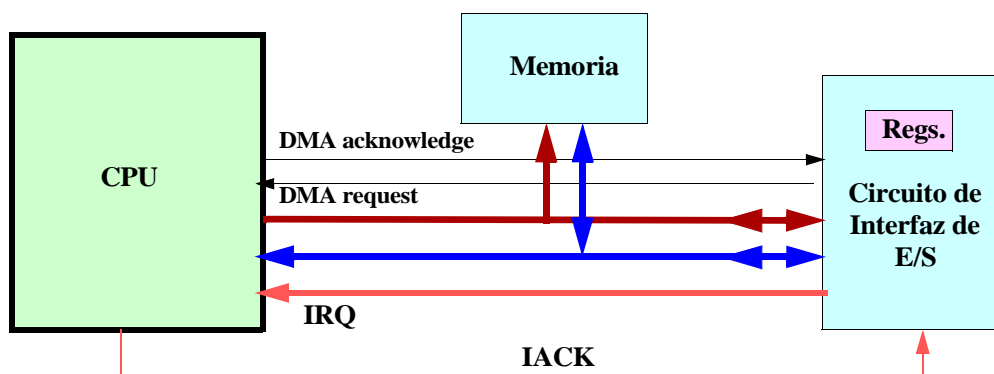 Memoria
Regs.
DMA acknowledge
CPU
DMA request
Circuito de
Interfaz de
E/S
IRQ
IACK